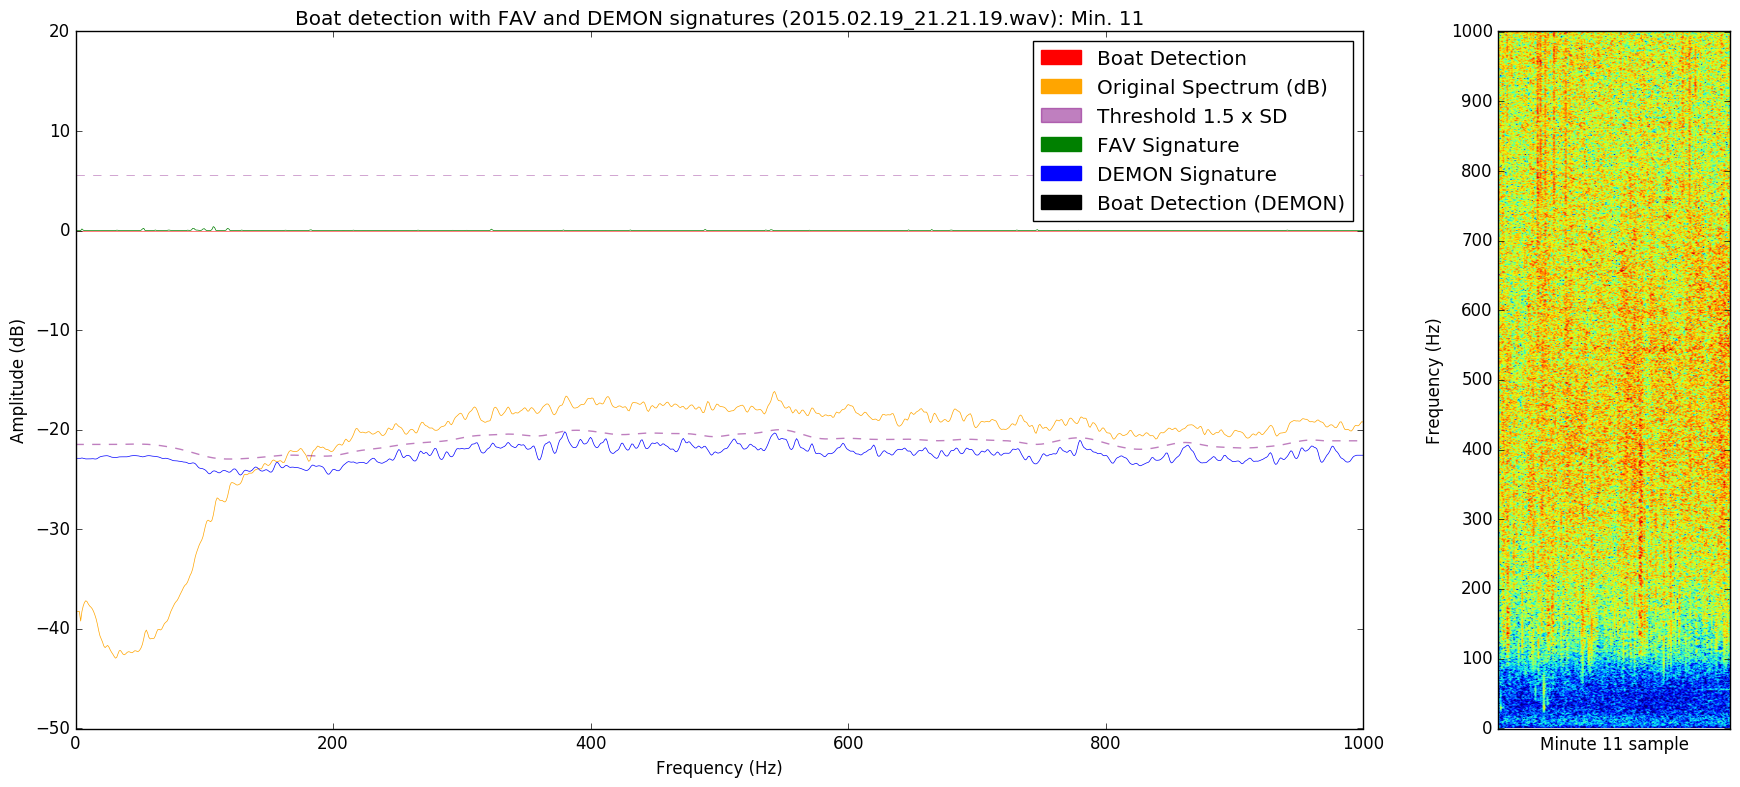 Boat detection with FAV and DEMON signatures (2015.02.19_21.21.19.wav): Min. 11
Boat Detection
Original Spectrum (dB)
Threshold 1.5 x SD
FAV Signature
DEMON Signature
Boat Detection (DEMON)
Amplitude (dB)
20
10
0
−10
−20
−30
−40
−50
0 200 400 600 800 1000
Frequency (Hz)
Frequency (Hz)
1000
900
800
700
600
500
400
300
200
100
0
Minute 11 sample